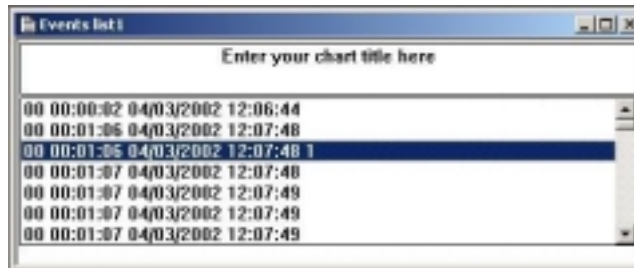 Events list1
Enter your chart title here
00 00:00:02 04/03/2002 12:06:44
00 00:01:06 04/03/2002 12:07:48
00 00:01:06 04/03/2002 12:07:48 1
00 00:01:07 04/03/2002 12:07:48
00 00:01:07 04/03/2002 12:07:49
00 00:01:07 04/03/2002 12:07:49
00 00:01:07 04/03/2002 12:07:49